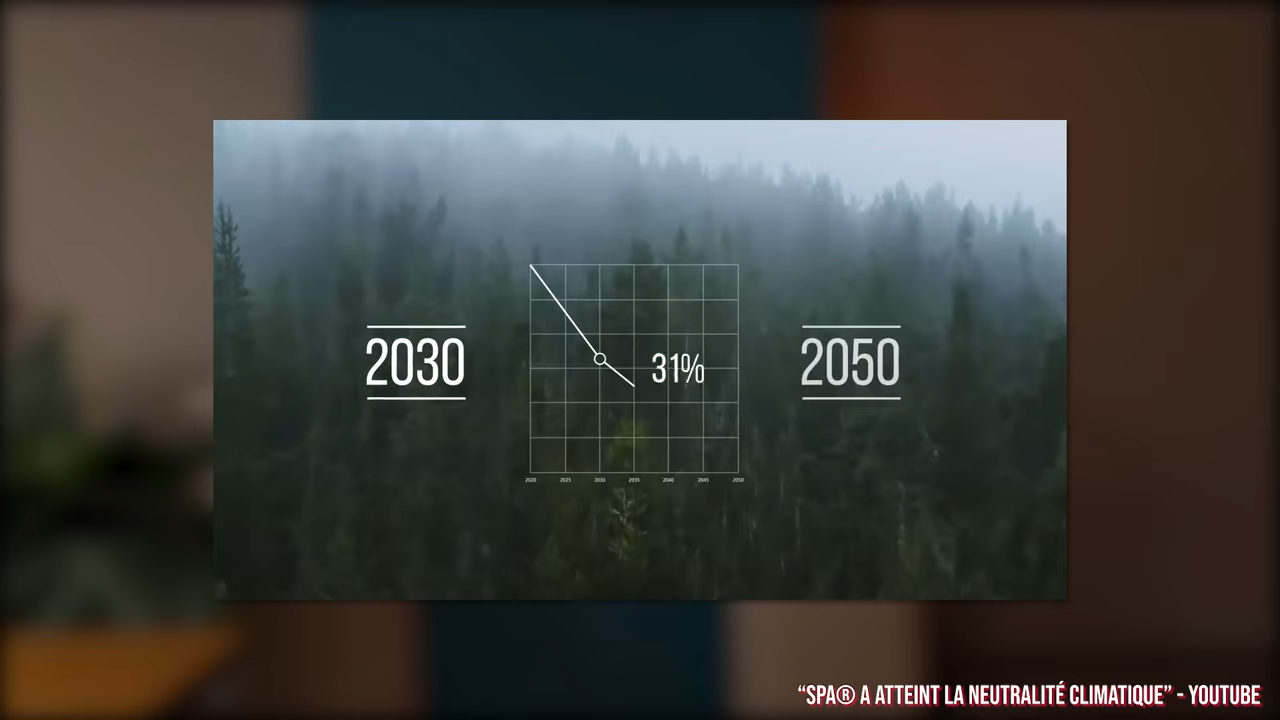 2030
31%
2050
2020 2025 2030 2035 2040 2045 2050
“SPA® A ATTEINT LA NEUTRALITÉ CLIMATIQUE” - YOUTUBE